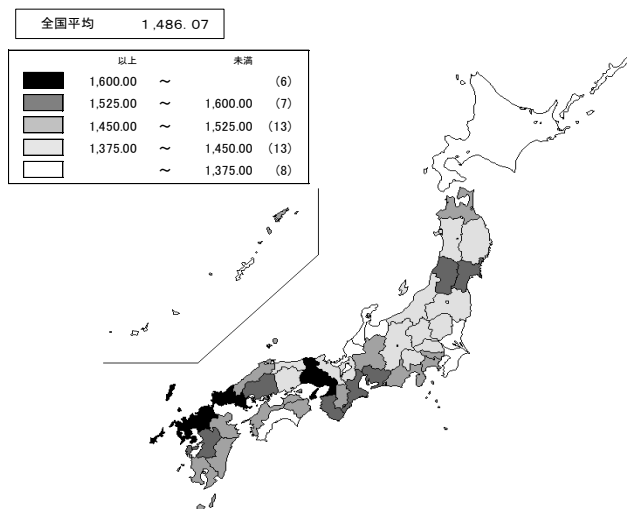 全国平均 1,486.07
以上 未満
1,600.00 ～ (6)
1,525.00 ～ 1,600.00 (7)
1,450.00 ～ 1,525.00 (13)
1,375.00 ～ 1,450.00 (13)
～ 1,375.00 (8)